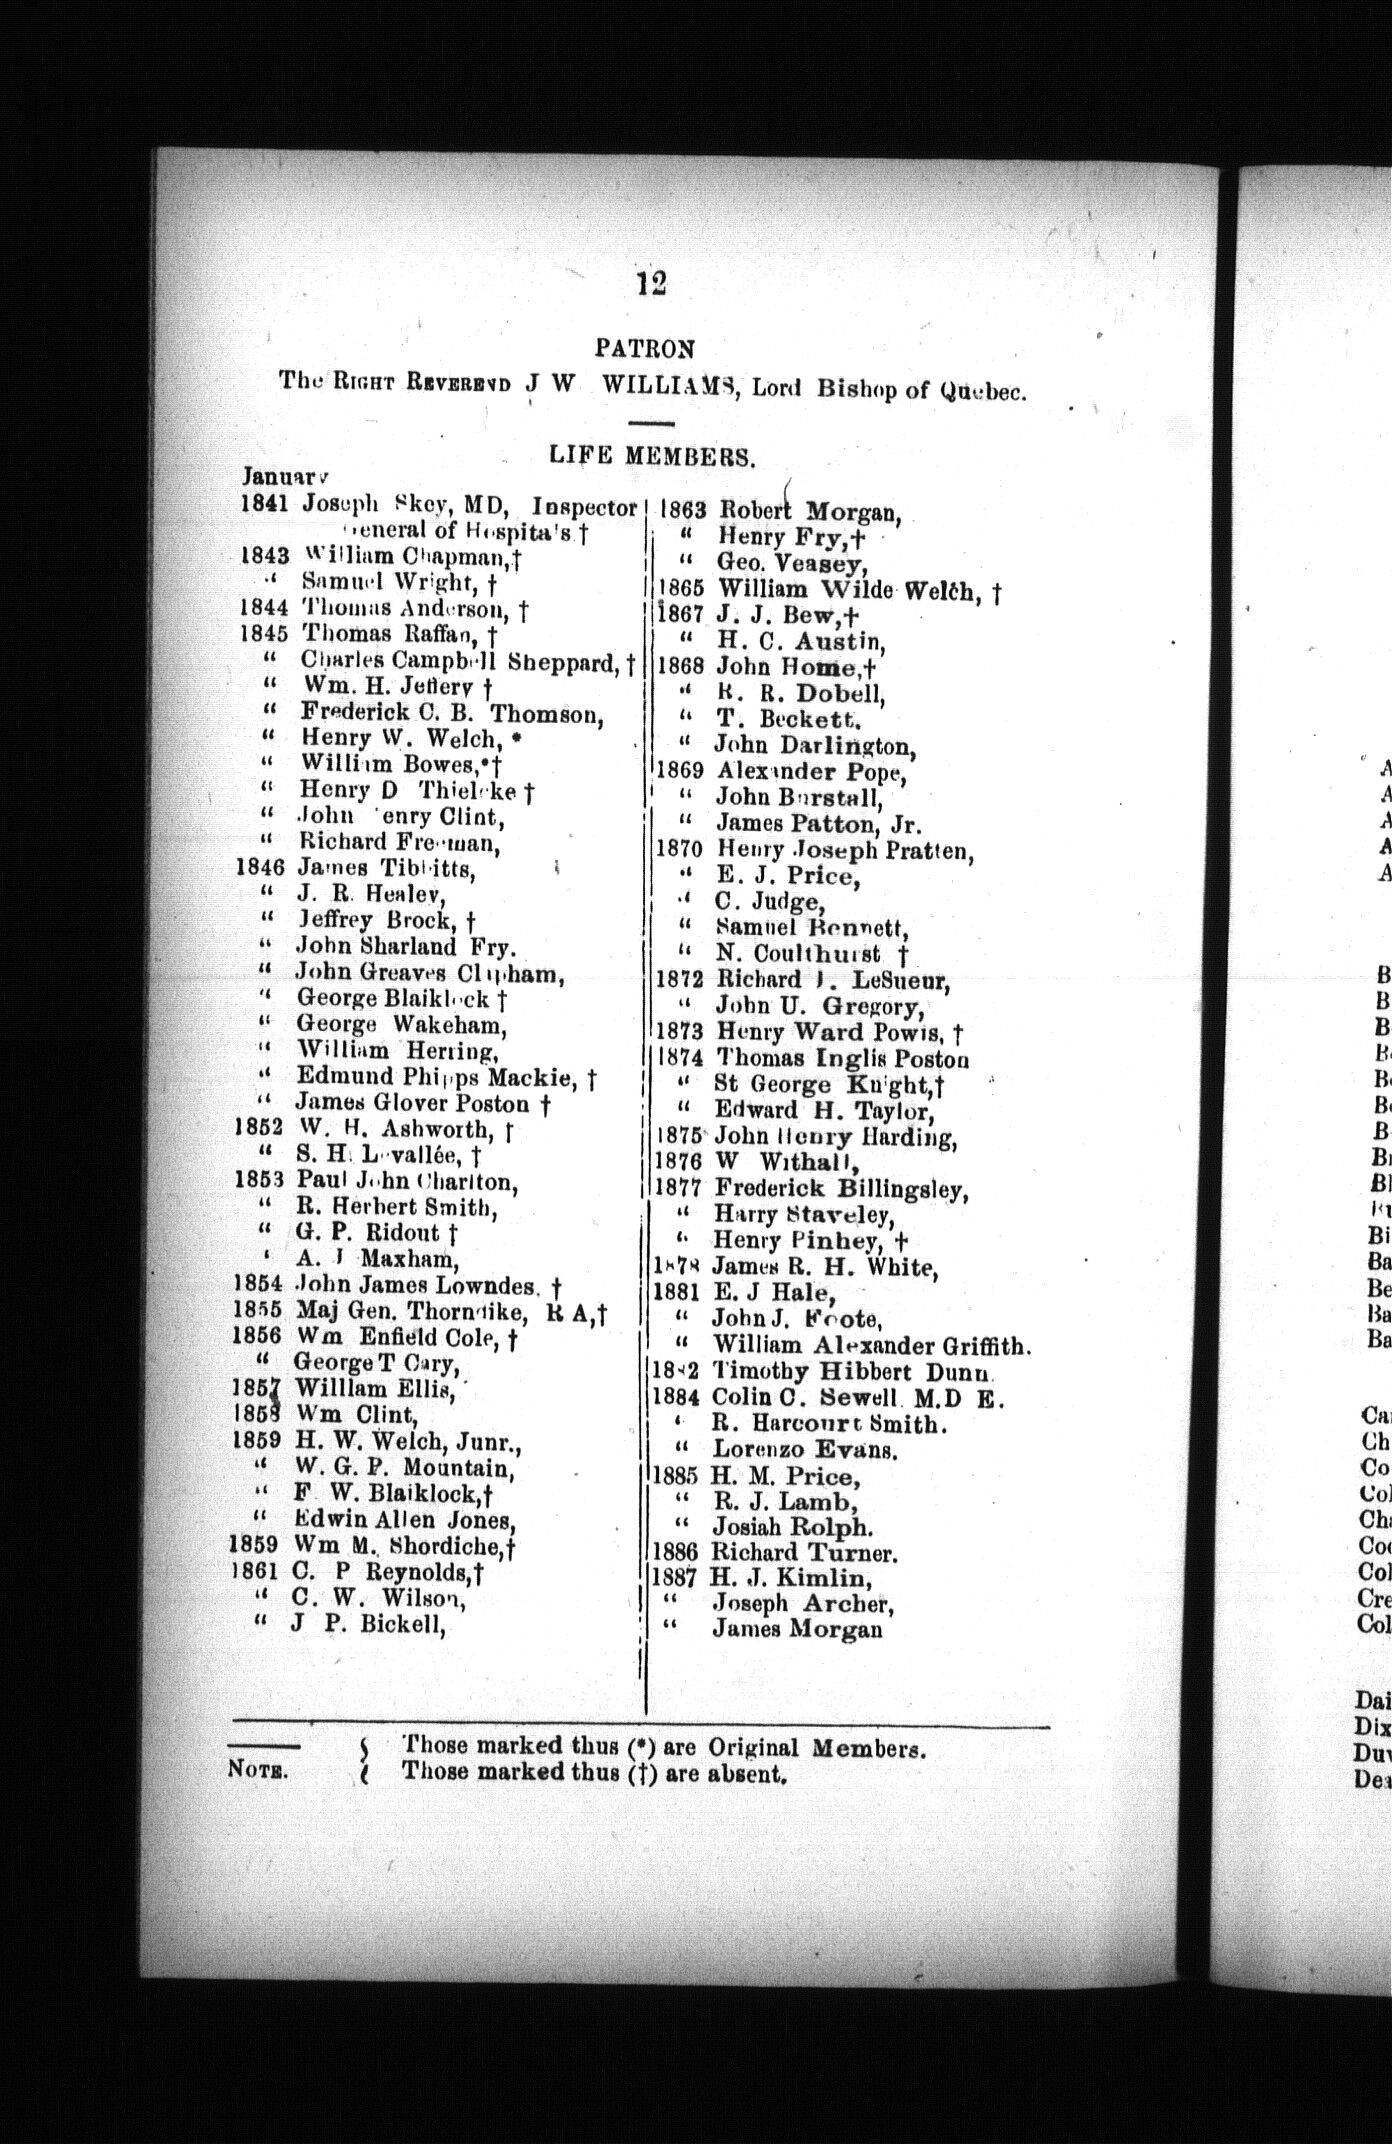 12
PATRON
The RIGHT REVEREND J W WILLIAMS, Lord Bishop of Quebec.
LIFE MEMBERS.
January
1841 Joseph Skey, MD, Inspector
General of Hospita's †
1843 William Chapman,†
" Samuel Wright, †
1844 Thomas Anderson, †
1845 Thomas Raffan, †
" Charles Campbell Sheppard, †
" Wm. H. Jeffery †
" Frederick C. B. Thomson,
" Henry W. Welch, *
" William Bowes,*†
" Henry D Thielcke †
" John Henry Clint,
" Richard Freeman,
1846 James Tibbitts,
" J. R. Healey,
" Jeffrey Brock, †
" John Sharland Fry.
" John Greaves Clapham,
" George Blaiklock †
" George Wakeham,
" William Herring,
" Edmund Phipps Mackie, †
" James Glover Poston †
1852 W. H. Ashworth, †
" S. H. Levallée, †
1853 Paul John Charlton,
" R. Herbert Smith,
" G. P. Ridout †
" A. J Maxham,
1854 John James Lowndes. †
1855 Maj Gen. Thorndike, R A,†
1856 Wm Enfield Cole, †
" George T Cary,
1857 Willlam Ellis,
1858 Wm Clint,
1859 H. W. Welch, Junr.,
" W. G. P. Mountain,
" F W. Blaiklock,†
" Edwin Allen Jones,
1859 Wm M. Shordiche,†
1861 C. P Reynolds,†
" C. W. Wilson,
" J P. Bickell,
1863 Robert Morgan,
" Henry Fry,†
" Geo. Veasey,
1865 William Wilde Welch, †
1867 J. J. Bew,†
" H. C. Austin,
1868 John Home,†
" R. R. Dobell,
" T. Beckett.
" John Darlington,
1869 Alexander Pope,
" John Burstall,
" James Patton, Jr.
1870 Henry Joseph Pratten,
" E. J. Price,
" C. Judge,
" Samuel Bennett,
" N. Coulthurst †
1872 Richard J. LeSueur,
" John U. Gregory,
1873 Henry Ward Powis, †
1874 Thomas Inglis Poston
" St George Knight,†
" Edward H. Taylor,
1875 John Henry Harding,
1876 W Withall,
1877 Frederick Billingsley,
" Harry Staveley,
" Henry Pinhey, †
1878 James R. H. White,
1881 E. J Hale,
" John J. Foote,
" William Alexander Griffith.
1882 Timothy Hibbert Dunn.
1884 Colin C. Sewell. M.D E.
" R. Harcourt Smith.
" Lorenzo Evans.
1885 H. M. Price,
" R. J. Lamb,
" Josiah Rolph.
1886 Richard Turner.
1887 H. J. Kimlin,
" Joseph Archer,
" James Morgan
NOTE. { Those marked thus (*) are Original Members.
Those marked thus (†) are absent.